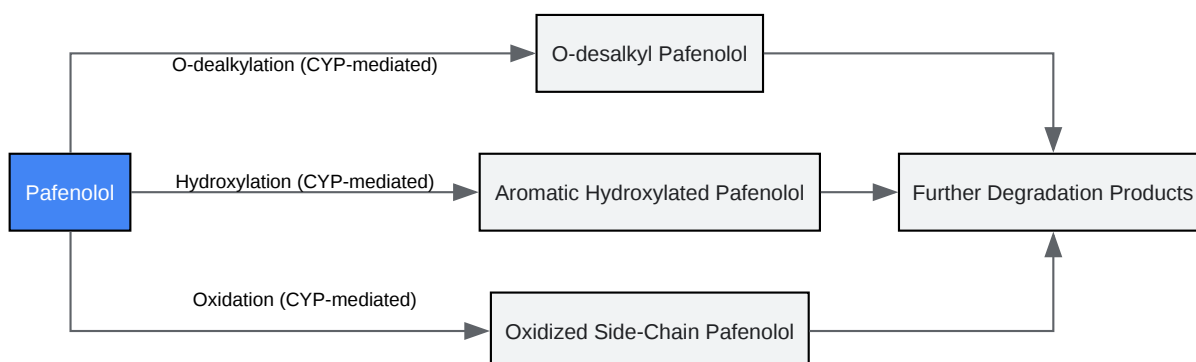 O-desalkyl Pafenolol
O-dealkylation (CYP-mediated)
Pafenolol
Hydroxylation (CYP-mediated)
Aromatic Hydroxylated Pafenolol
Further Degradation Products
Oxidation (CYP-mediated)
Oxidized Side-Chain Pafenolol